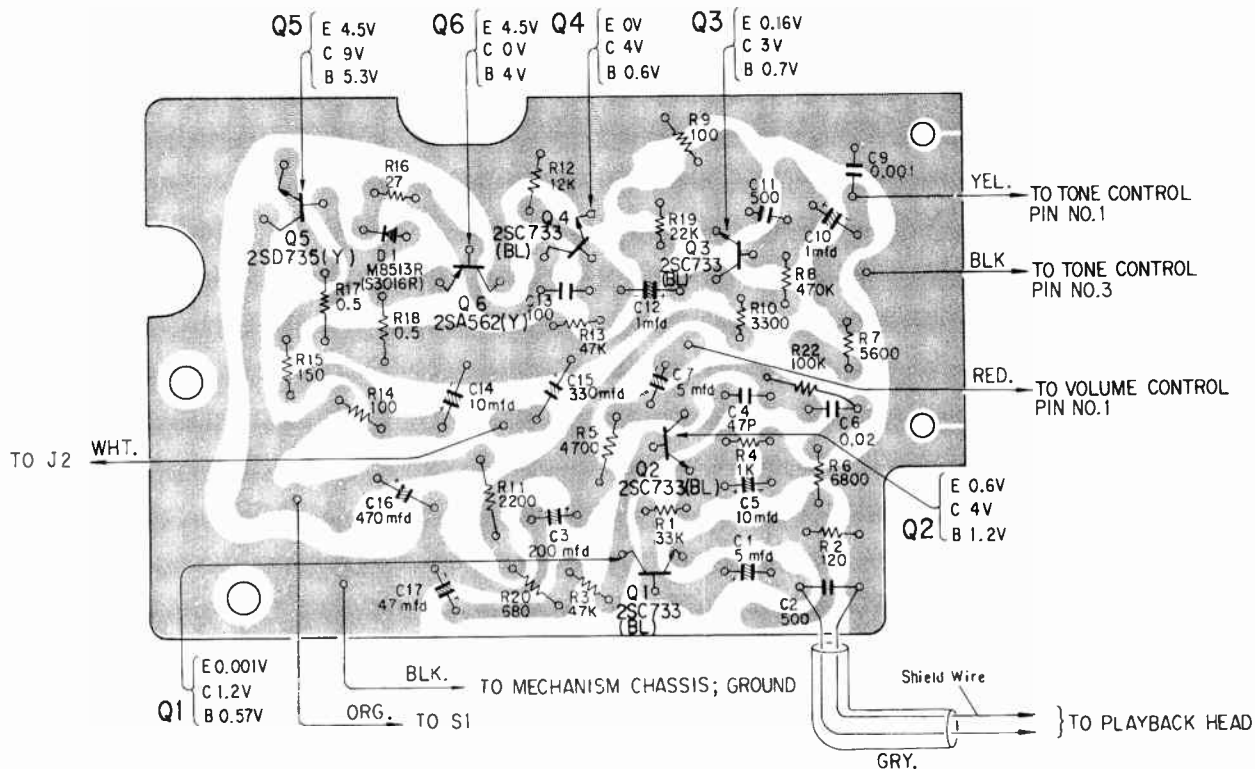 Q5
E 4.5V
C 9V
B 5.3V
Q6
E 4.5V
C 0V
B 4V
Q4
E 0V
C 4V
B 0.6V
Q3
E 0.16V
C 3V
B 0.7V
R9
100
C9
0.001
R16
27
R12
12K
C11
500
YEL.
TO TONE CONTROL
PIN NO.1
Q5
2SD735(Y)
D1
M8513R
(S3016R)
Q4
2SC733
(BL)
R19
22K
Q3
2SC733
(BL)
C10
1mfd
BLK
TO TONE CONTROL
PIN NO.3
R17
0.5
R18
0.5
Q6
2SA562(Y)
C13
100
C12
1mfd
R8
470K
R10
3300
R13
47K
R7
5600
R15
150
R22
100K
RED.
TO VOLUME CONTROL
PIN NO.1
R14
100
C14
10mfd
C15
330mfd
C7
5 mfd
C4
47P
C6
0.02
WHT.
TO J2
R5
4700
R4
1K
R6
6800
Q2
2SC733(BL)
C16
470 mfd
R11
2200
C5
10mfd
E 0.6V
C 4V
B 1.2V
Q2
R1
33K
C3
200 mfd
R2
120
C1
5 mfd
C17
47mfd
R20
680
R3
47K
Q1
2SC733
(BL)
C2
500
E 0.001V
C 1.2V
B 0.57V
Q1
BLK.
TO MECHANISM CHASSIS; GROUND
ORG.
TO S1
Shield Wire
TO PLAYBACK HEAD
GRY.